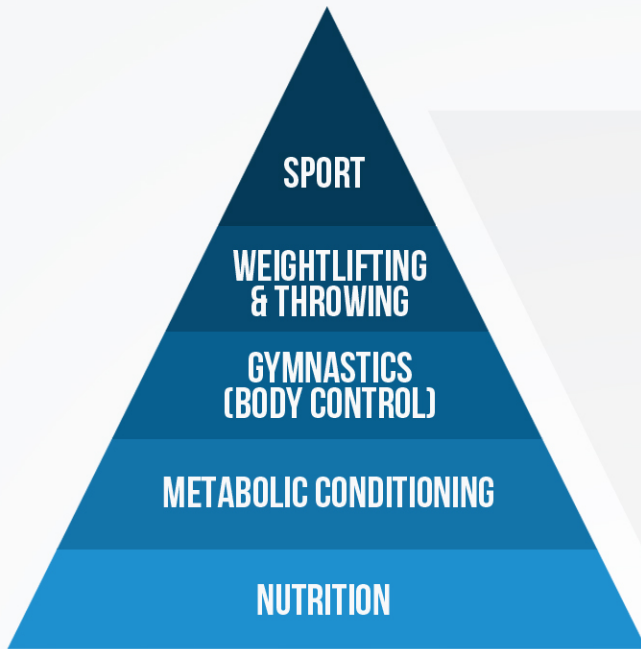 SPORT
WEIGHTLIFTING
& THROWING
GYMNASTICS
(BODY CONTROL)
METABOLIC CONDITIONING
NUTRITION